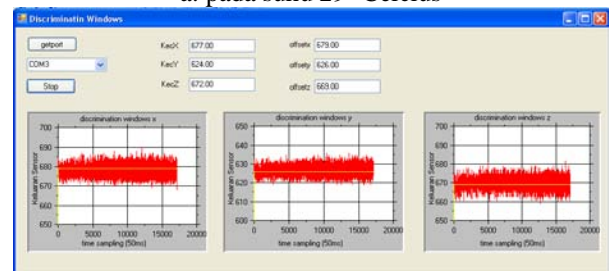 a. pada suhu 29° Celcius
Discriminatin Windows
getport
KecX 677.00 offsetx 679.00
COM3
KecY 624.00 offsety 626.00
Stop
KecZ 672.00 offsetz 669.00
discrimination windows x
discrimination windows y
discrimination windows z
Keluaran Sensor
700
690
680
670
660
650
0 5000 10000 15000 20000
time sampling (50ms)
Keluaran Sensor
650
640
630
620
610
600
0 5000 10000 15000 20000
time sampling (50ms)
Keluaran Sensor
700
690
680
670
660
650
0 5000 10000 15000 20000
time sampling (50ms)